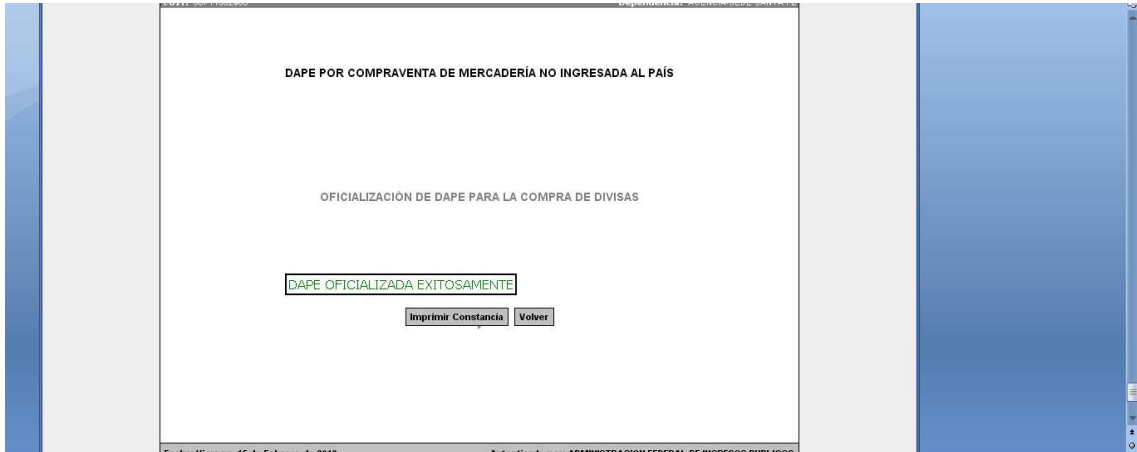 DAPE POR COMPRAVENTA DE MERCADERÍA NO INGRESADA AL PAÍS
OFICIALIZACIÓN DE DAPE PARA LA COMPRA DE DIVISAS
DAPE OFICIALIZADA EXITOSAMENTE
Imprimir Constancia Volver